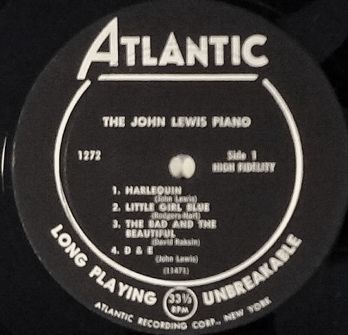 ATLANTIC
THE JOHN LEWIS PIANO
1272
Side 1
HIGH FIDELITY
1. HARLEQUIN
(John Lewis)
2. LITTLE GIRL BLUE
(Rodgers-Hart)
3. THE BAD AND THE
BEAUTIFUL
(David Raksin)
4. D & E
(John Lewis)
(11471)
LONG PLAYING 33⅓ RPM UNBREAKABLE
ATLANTIC RECORDING CORP., NEW YORK